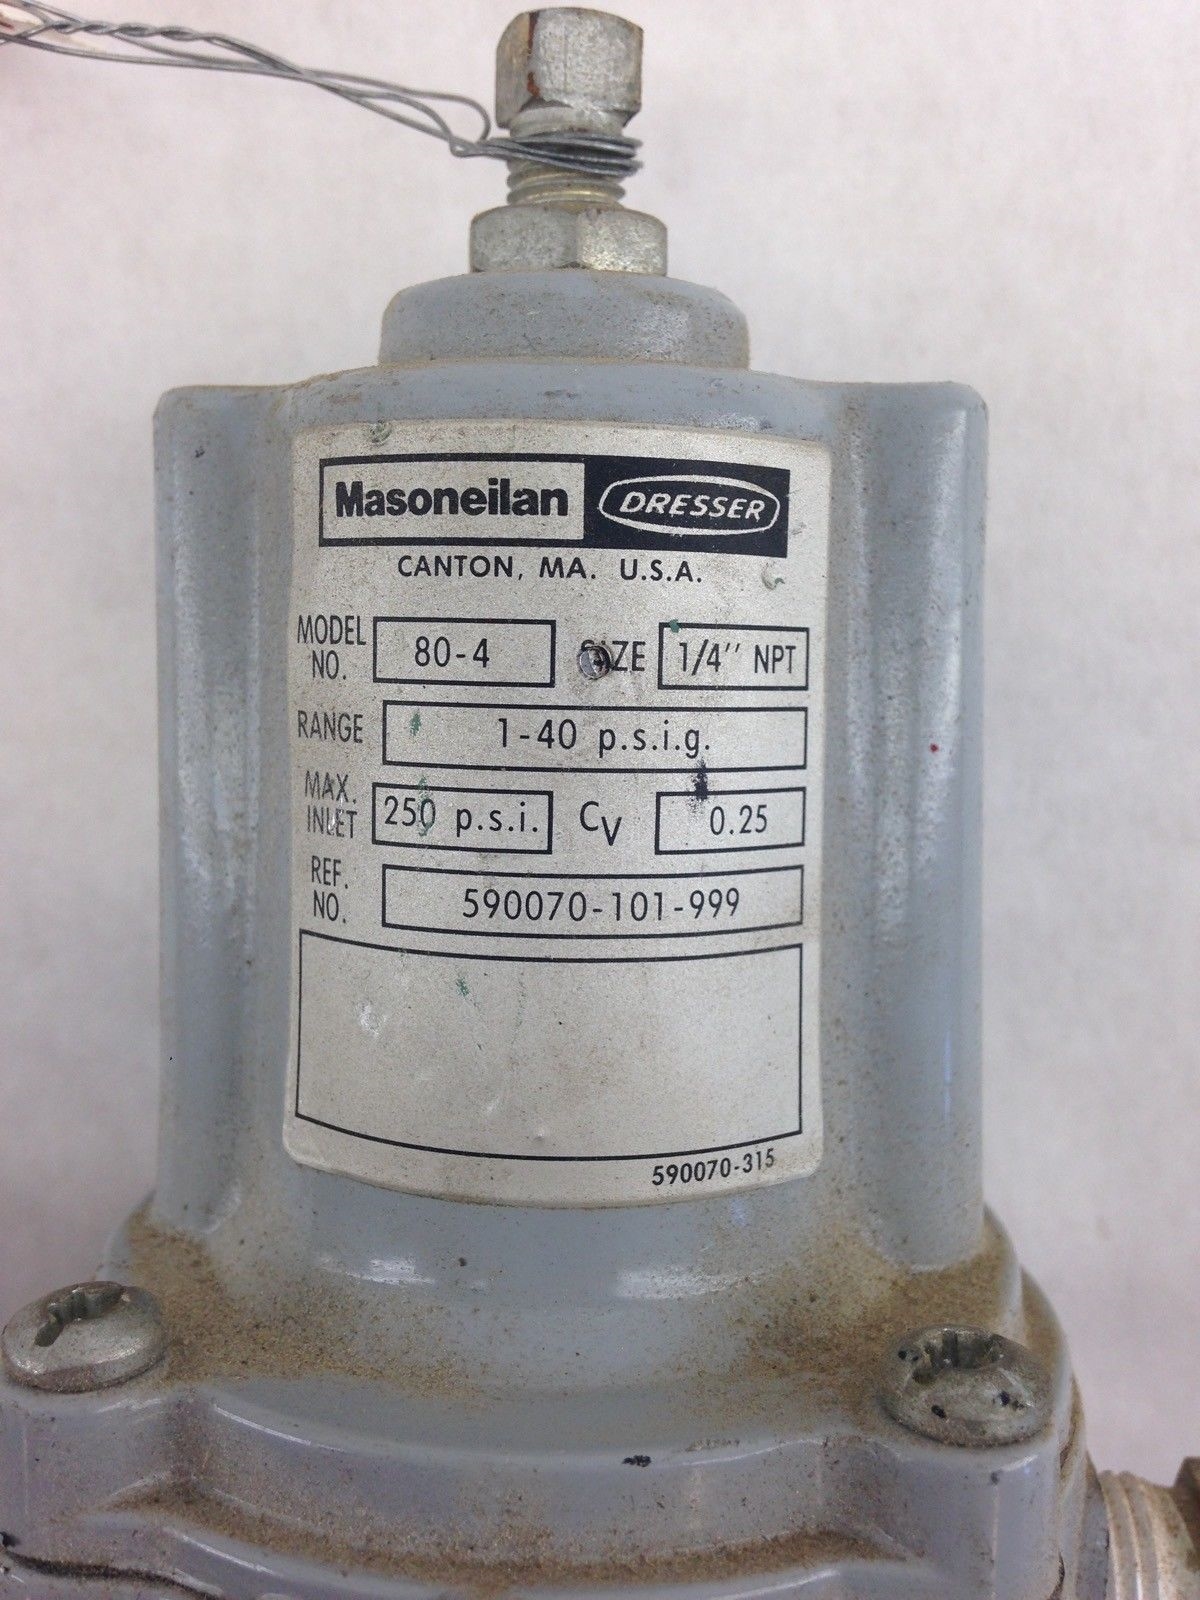 Masoneilan DRESSER
CANTON, MA. U.S.A.
MODEL NO. 80-4 SIZE 1/4" NPT
RANGE 1-40 p.s.i.g.
MAX. INLET 250 p.s.i. CV 0.25
REF. NO. 590070-101-999
590070-315